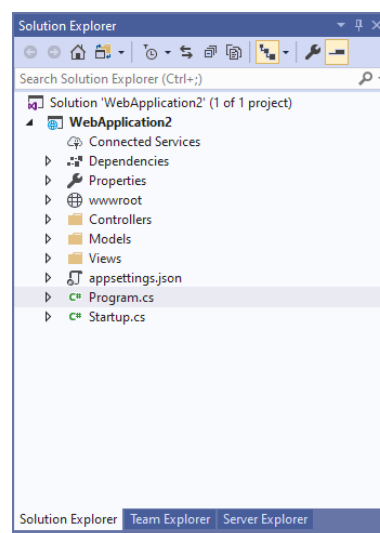 Solution Explorer
Search Solution Explorer (Ctrl+;)
Solution 'WebApplication2' (1 of 1 project)
WebApplication2
Connected Services
Dependencies
Properties
wwwroot
Controllers
Models
Views
appsettings.json
C# Program.cs
C# Startup.cs
Solution Explorer Team Explorer Server Explorer